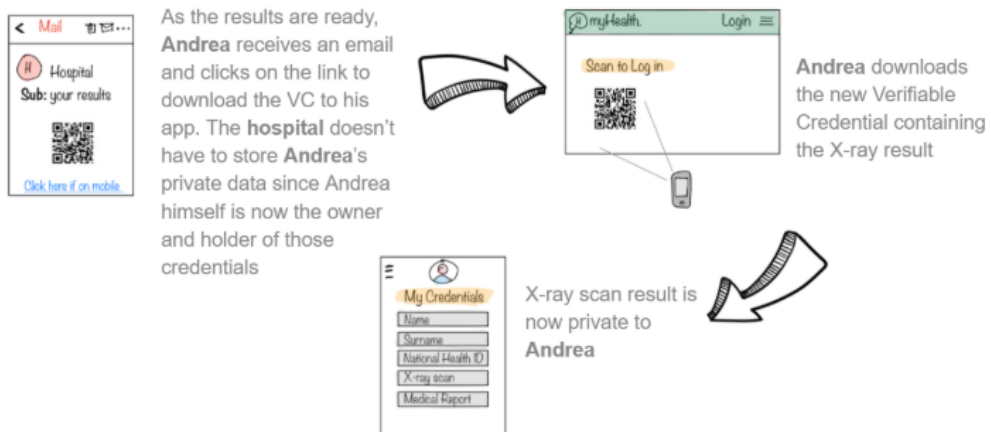 Mail
H Hospital
Sub: your results
Click here if on mobile.
As the results are ready,
Andrea receives an email
and clicks on the link to
download the VC to his
app. The hospital doesn't
have to store Andrea's
private data since Andrea
himself is now the owner
and holder of those
credentials
H myHealth. Login
Scan to Log in
Andrea downloads
the new Verifiable
Credential containing
the X-ray result
My Credentials
Name
Surname
National Health ID
X-ray scan
Medical Report
X-ray scan result is
now private to
Andrea